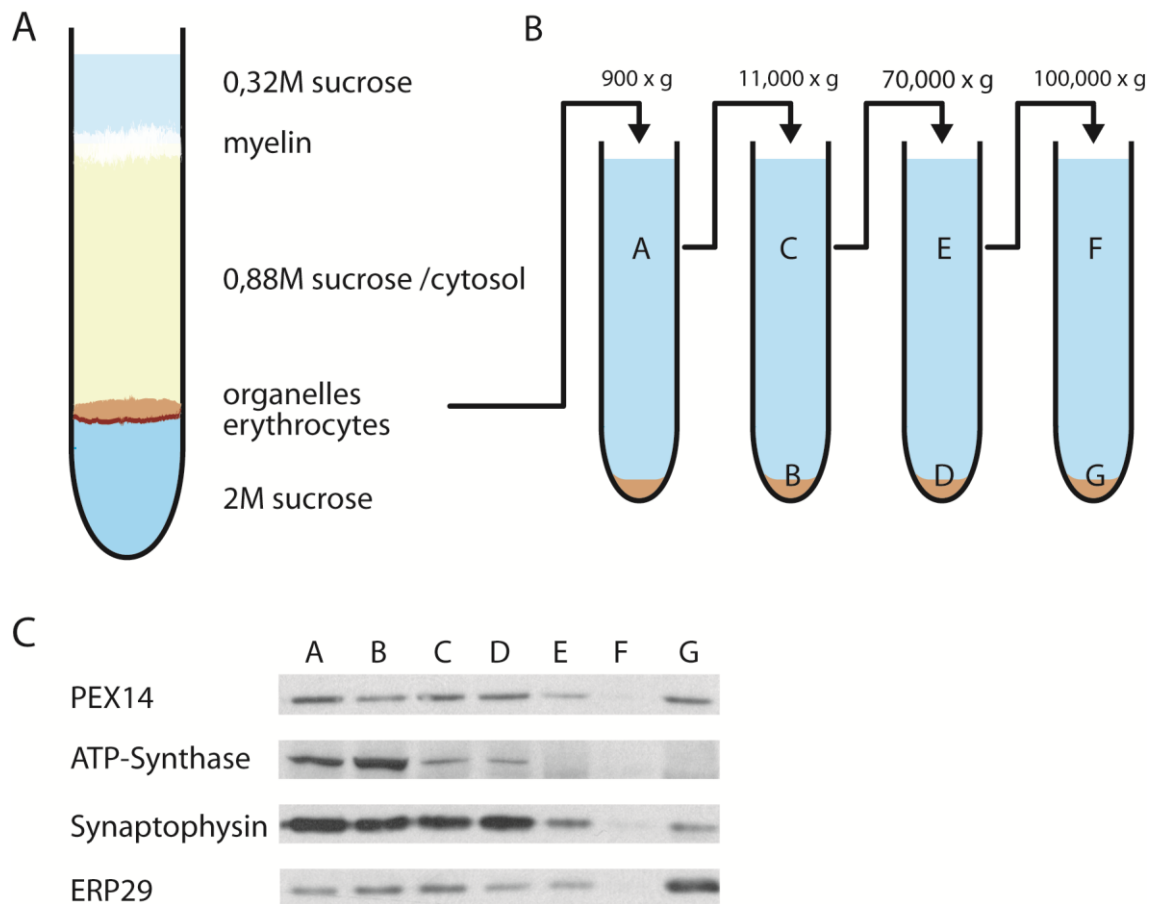 A
0,32M sucrose
myelin
0,88M sucrose /cytosol
organelles
erythrocytes
2M sucrose
B
900 x g 11,000 x g 70,000 x g 100,000 x g
A C E F
B D G
C
A B C D E F G
PEX14
ATP-Synthase
Synaptophysin
ERP29